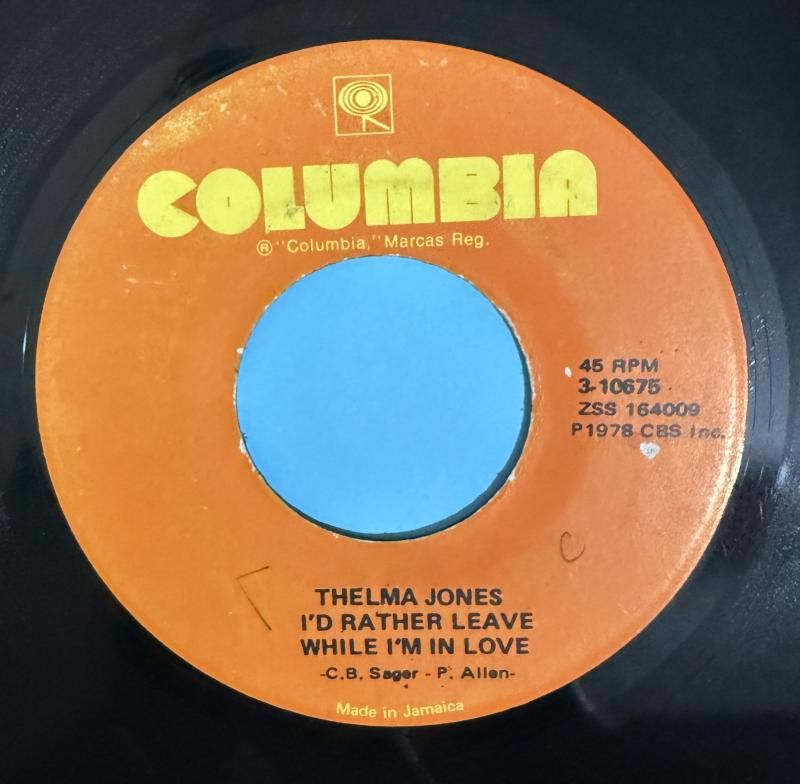 COLUMBIA
® "Columbia," Marcas Reg.
45 RPM
3-10675
ZSS 164009
P1978 CBS Inc.
C
THELMA JONES
I'D RATHER LEAVE
WHILE I'M IN LOVE
-C.B. Sager - P. Allen-
Made in Jamaica